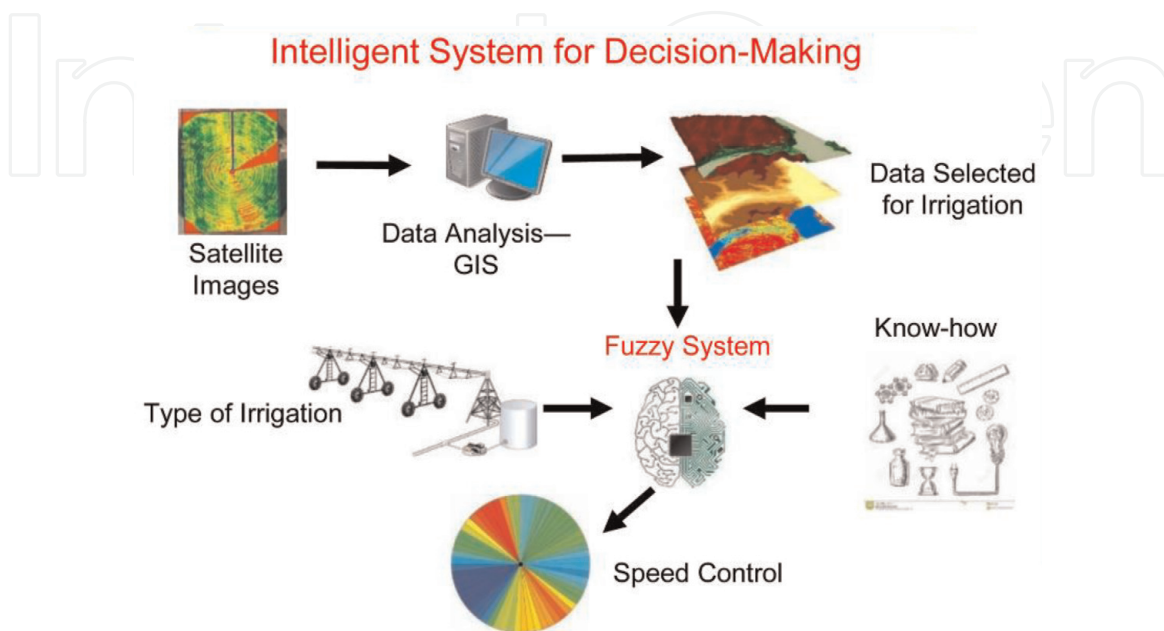 Intelligent System for Decision-Making
Satellite
Images
Data Analysis—
GIS
Data Selected
for Irrigation
Type of Irrigation
Fuzzy System
Know-how
Speed Control